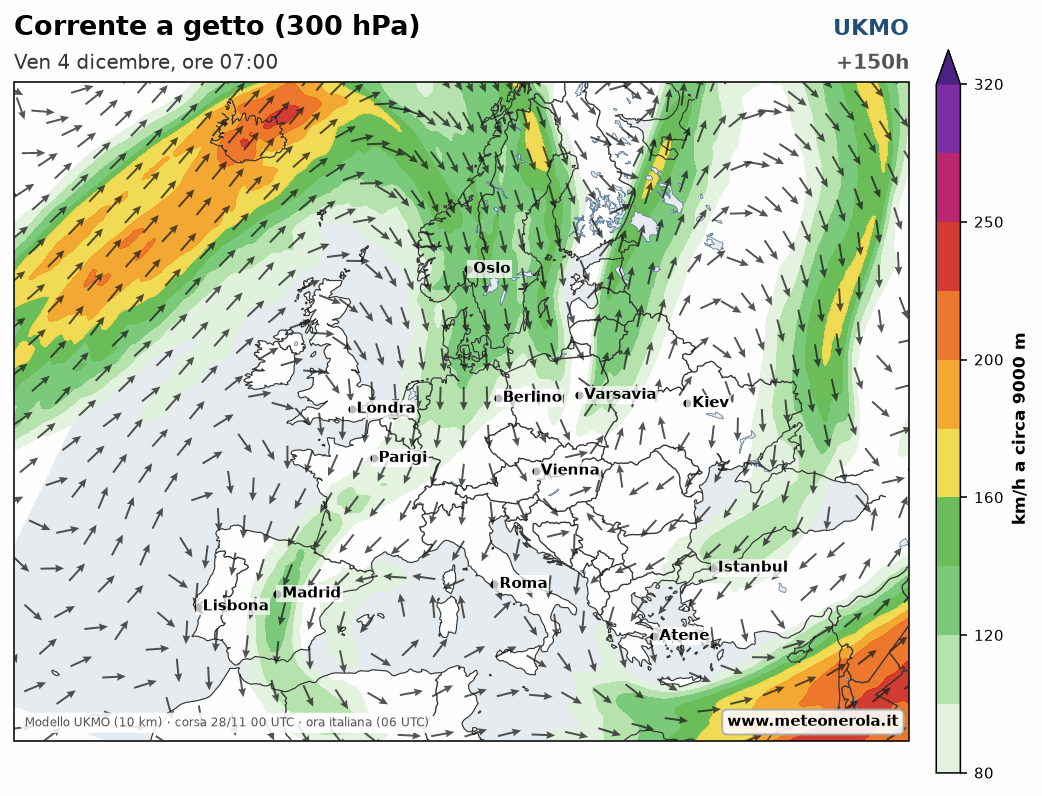 Corrente a getto (300 hPa)
UKMO
Ven 4 dicembre, ore 07:00
+150h
320
250
200
160
120
80
km/h a circa 9000 m
Oslo
Berlino
Varsavia
Kiev
Londra
Parigi
Vienna
Istanbul
Roma
Madrid
Lisbona
Atene
Modello UKMO (10 km) · corsa 28/11 00 UTC · ora italiana (06 UTC)
www.meteonerola.it